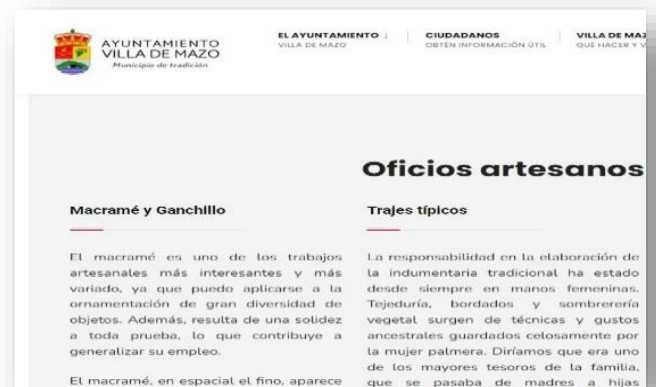 AYUNTAMIENTO
VILLA DE MAZO
Municipio de tradición
EL AYUNTAMIENTO ↓
VILLA DE MAZO
CIUDADANOS
OBTÉN INFORMACIÓN ÚTIL
VILLA DE MAZ
QUÉ HACER Y V
Oficios artesanos
Macramé y Ganchillo
El macramé es uno de los trabajos
artesanales más interesantes y más
variado, ya que puedo aplicarse a la
ornamentación de gran diversidad de
objetos. Además, resulta de una solidez
a toda prueba, lo que contribuye a
generalizar su empleo.
El macramé, en espacial el fino, aparece
Trajes típicos
La responsabilidad en la elaboración de
la indumentaria tradicional ha estado
desde siempre en manos femeninas.
Tejeduría, bordados y sombrerería
vegetal surgen de técnicas y gustos
ancestrales guardados celosamente por
la mujer palmera. Diríamos que era uno
de los mayores tesoros de la familia,
que se pasaba de madres a hijas